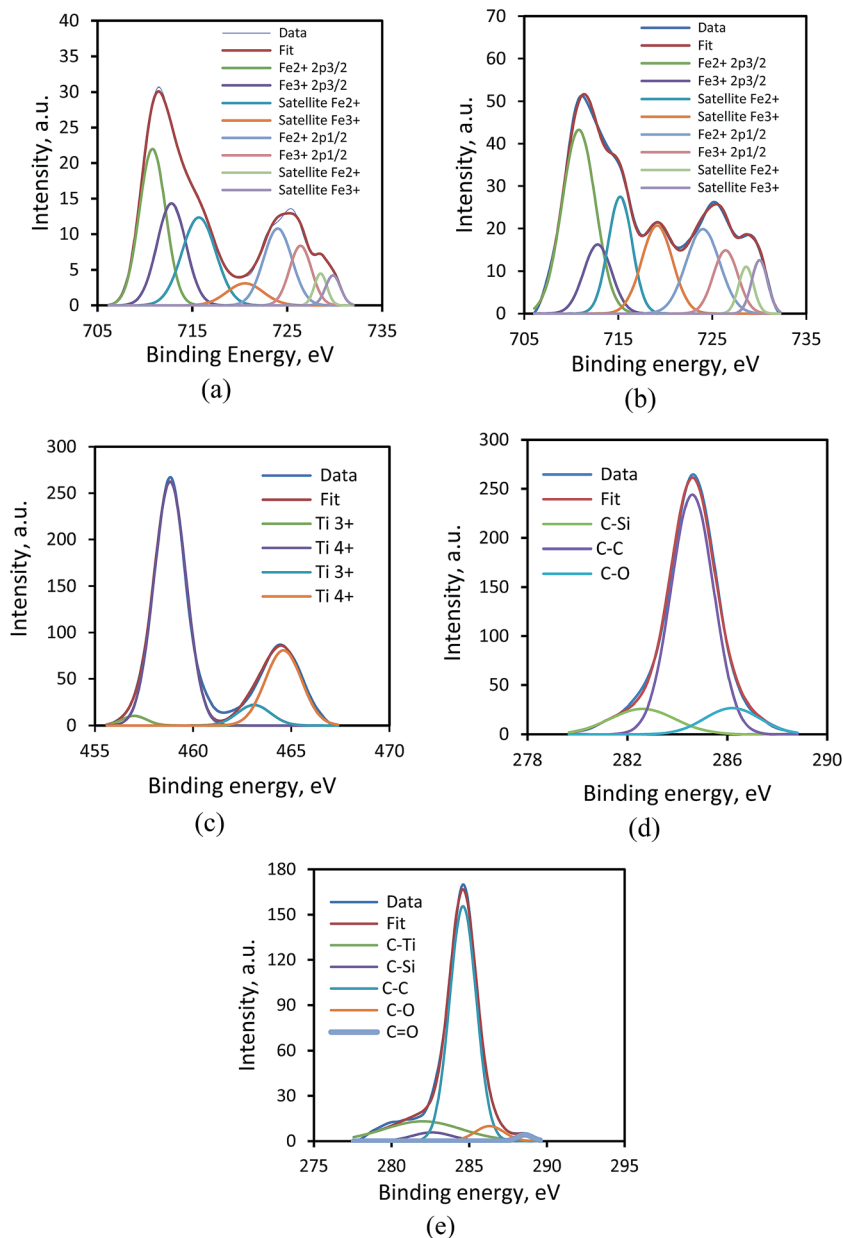 40
35
30
25
20
15
10
5
0
Intensity, a.u.
Data
Fit
Fe2+ 2p3/2
Fe3+ 2p3/2
Satellite Fe2+
Satellite Fe3+
Fe2+ 2p1/2
Fe3+ 2p1/2
Satellite Fe2+
Satellite Fe3+
705 715 725 735
Binding Energy, eV
(a)
70
60
50
40
30
20
10
0
Intensity, a.u.
Data
Fit
Fe2+ 2p3/2
Fe3+ 2p3/2
Satellite Fe2+
Satellite Fe3+
Fe2+ 2p1/2
Fe3+ 2p1/2
Satellite Fe2+
Satellite Fe3+
705 715 725 735
Binding energy, eV
(b)
300
250
200
150
100
50
0
Intensity, a.u.
Data
Fit
Ti 3+
Ti 4+
Ti 3+
Ti 4+
455 460 465 470
Binding energy, eV
(c)
300
250
200
150
100
50
0
Intensity, a.u.
Data
Fit
C-Si
C-C
C-O
278 282 286 290
Binding energy, eV
(d)
180
150
120
90
60
30
0
Intensity, a.u.
Data
Fit
C-Ti
C-Si
C-C
C-O
C=O
275 280 285 290 295
Binding energy, eV
(e)